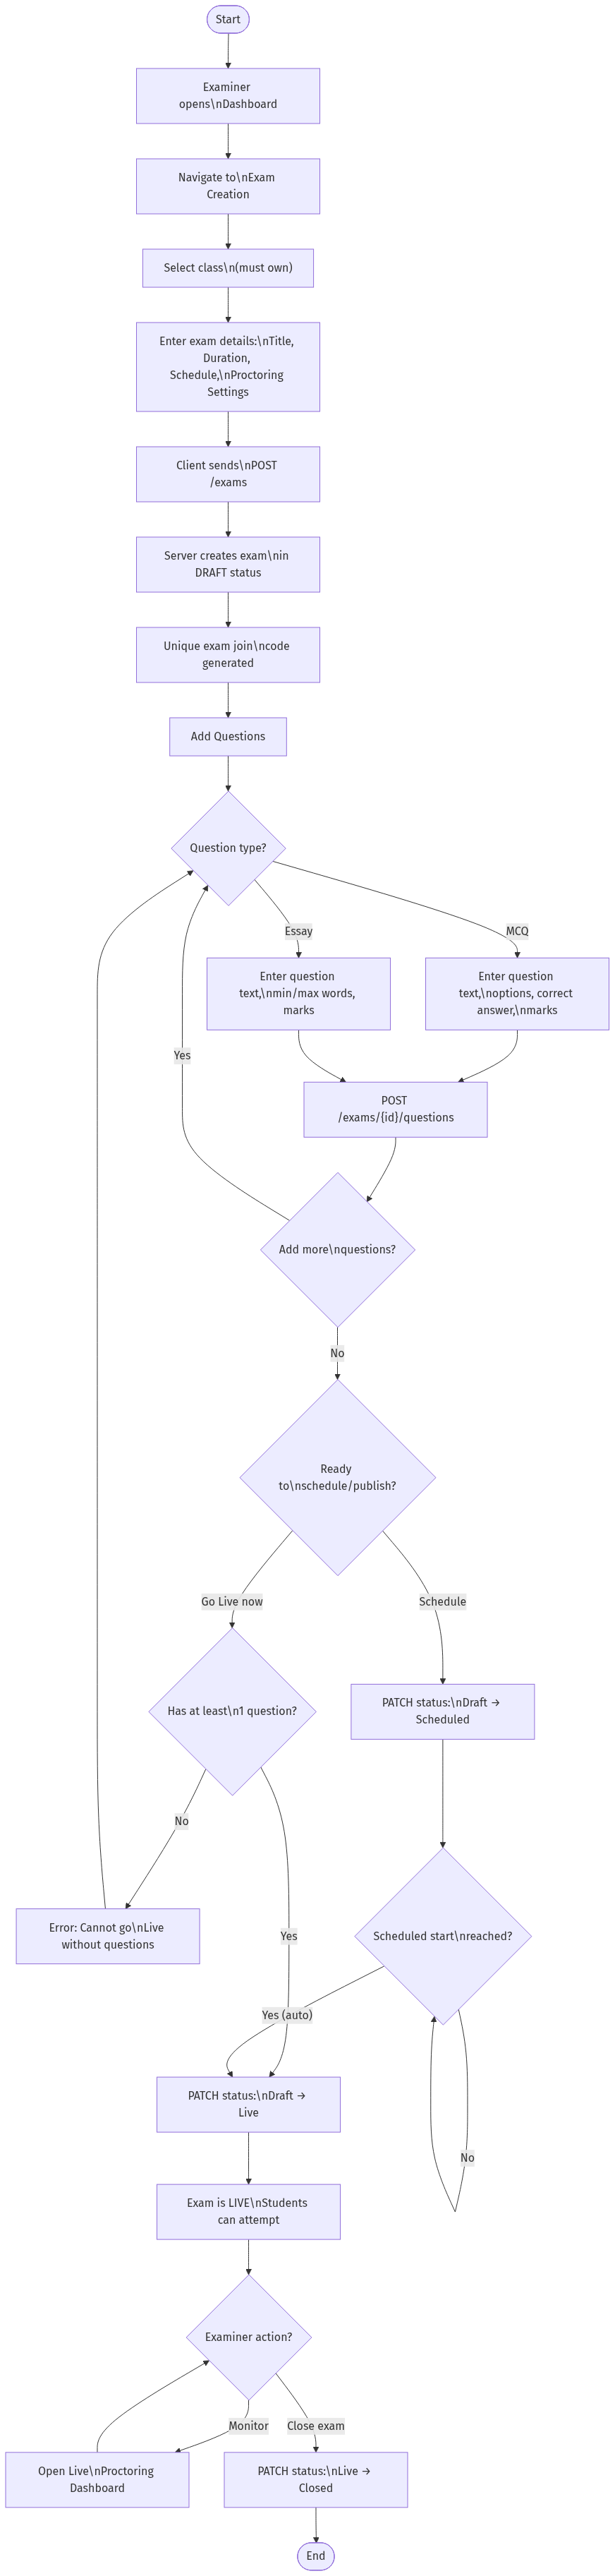 Start
Examiner
opens\nDashboard
Navigate to\nExam
Creation
Select class\n(must own)
Enter exam details:\nTitle,
Duration,
Schedule,\nProctoring
Settings
Client sends\nPOST
/exams
Server creates exam\nin
DRAFT status
Unique exam join\ncode
generated
Add Questions
Question type?
Essay
MCQ
Enter question
text,\nmin/max words,
marks
Enter question
text,\noptions, correct
answer,\nmarks
Yes
POST
/exams/{id}/questions
Add more\nquestions?
No
Ready
to\nschedule/publish?
Go Live now
Schedule
Has at least\n1 question?
PATCH status:\nDraft →
Scheduled
No
Error: Cannot go\nLive
without questions
Yes
Scheduled start\nreached?
Yes (auto)
PATCH status:\nDraft →
Live
No
Exam is LIVE\nStudents
can attempt
Examiner action?
Monitor
Close exam
Open Live\nProctoring
Dashboard
PATCH status:\nLive →
Closed
End